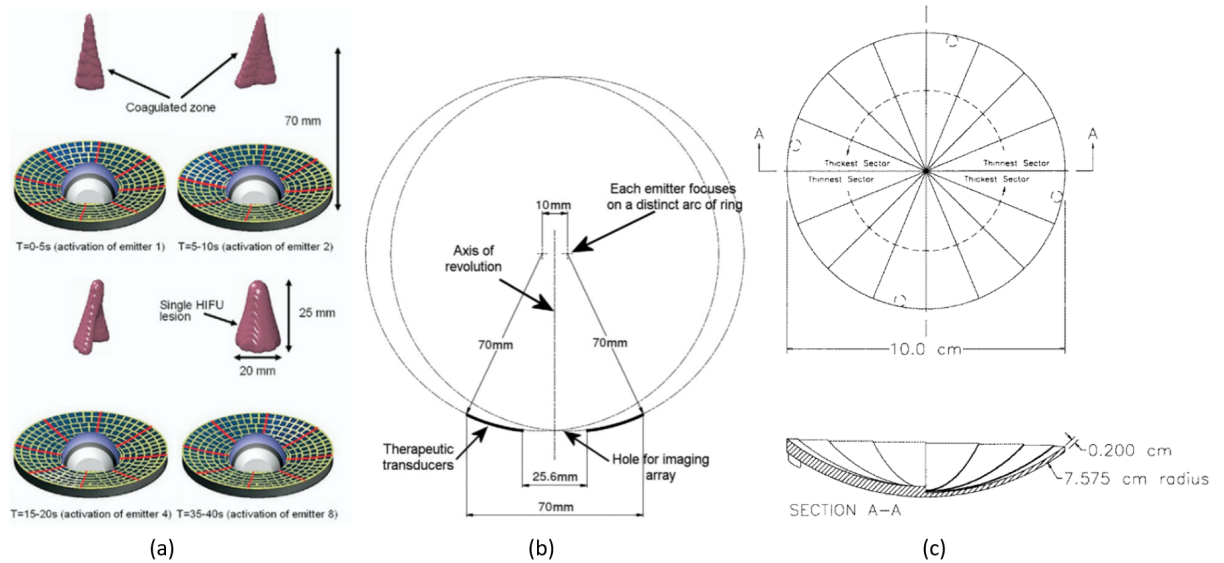 Coagulated zone
70 mm
T=0-5s (activation of emitter 1)
T=5-10s (activation of emitter 2)
Single HIFU
lesion
25 mm
20 mm
T=15-20s (activation of emitter 4)
T=35-40s (activation of emitter 8)
(a)
10mm
Each emitter focuses
on a distinct arc of ring
Axis of
revolution
70mm
70mm
Therapeutic
transducers
Hole for imaging
array
25.6mm
70mm
(b)
A
A
Thickest Sector
Thinnest Sector
Thinnest Sector
Thickest Sector
10.0 cm
0.200 cm
7.575 cm radius
SECTION A-A
(c)